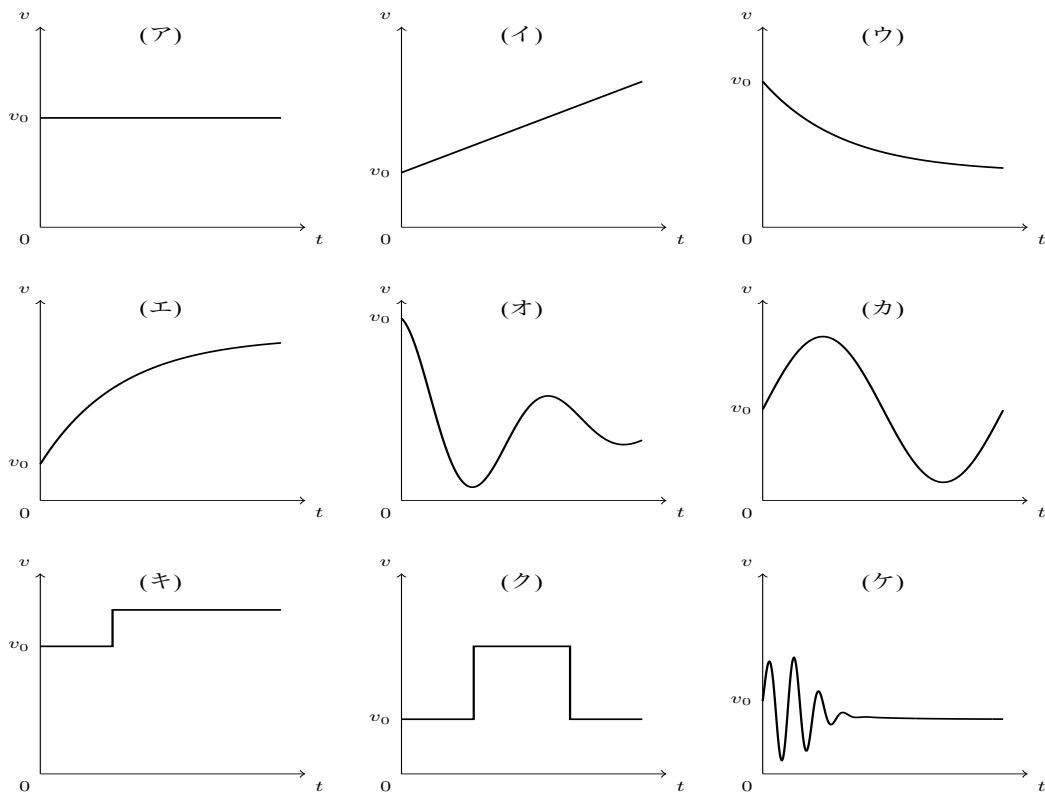 v (ア) v₀ 0 t
v (イ) v₀ 0 t
v (ウ) v₀ 0 t
v (エ) v₀ 0 t
v (オ) v₀ 0 t
v (カ) v₀ 0 t
v (キ) v₀ 0 t
v (ク) v₀ 0 t
v (ケ) v₀ 0 t